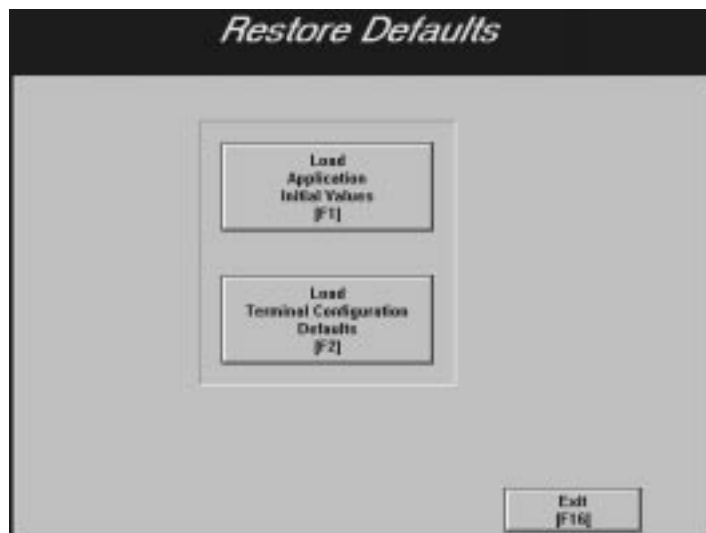 Restore Defaults
Load
Application
Initial Values
[F1]
Load
Terminal Configuration
Defaults
[F2]
Exit
[F16]